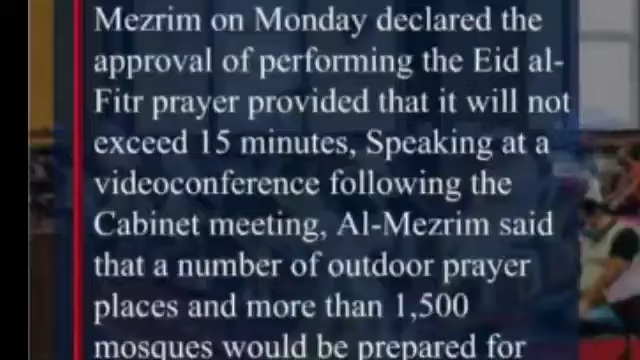 Mezrim on Monday declared the
approval of performing the Eid al-
Fitr prayer provided that it will not
exceed 15 minutes, Speaking at a
videoconference following the
Cabinet meeting, Al-Mezrim said
that a number of outdoor prayer
places and more than 1,500
mosques would be prepared for